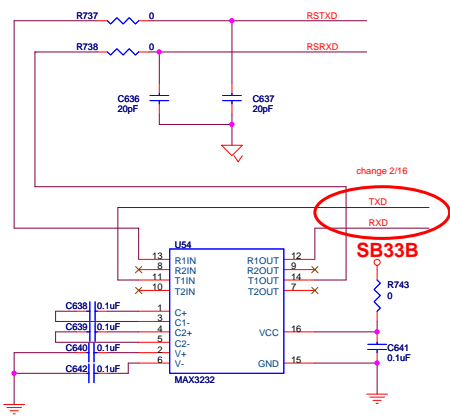 R737 0 RSTXD
R738 0 RSRXD
C636 C637
20pF 20pF
change 2/16
TXD
RXD
SB33B
U54
13 R1IN R1OUT 12
8 R2IN R2OUT 9
11 T1IN T1OUT 14
10 T2IN T2OUT 7
R743
0
C638 0.1uF 1 C+
3 C1-
C639 0.1uF 4 C2+ VCC 16
5 C2-
C640 0.1uF 2 V+
C642 0.1uF 6 V- GND 15
C641
0.1uF
MAX3232